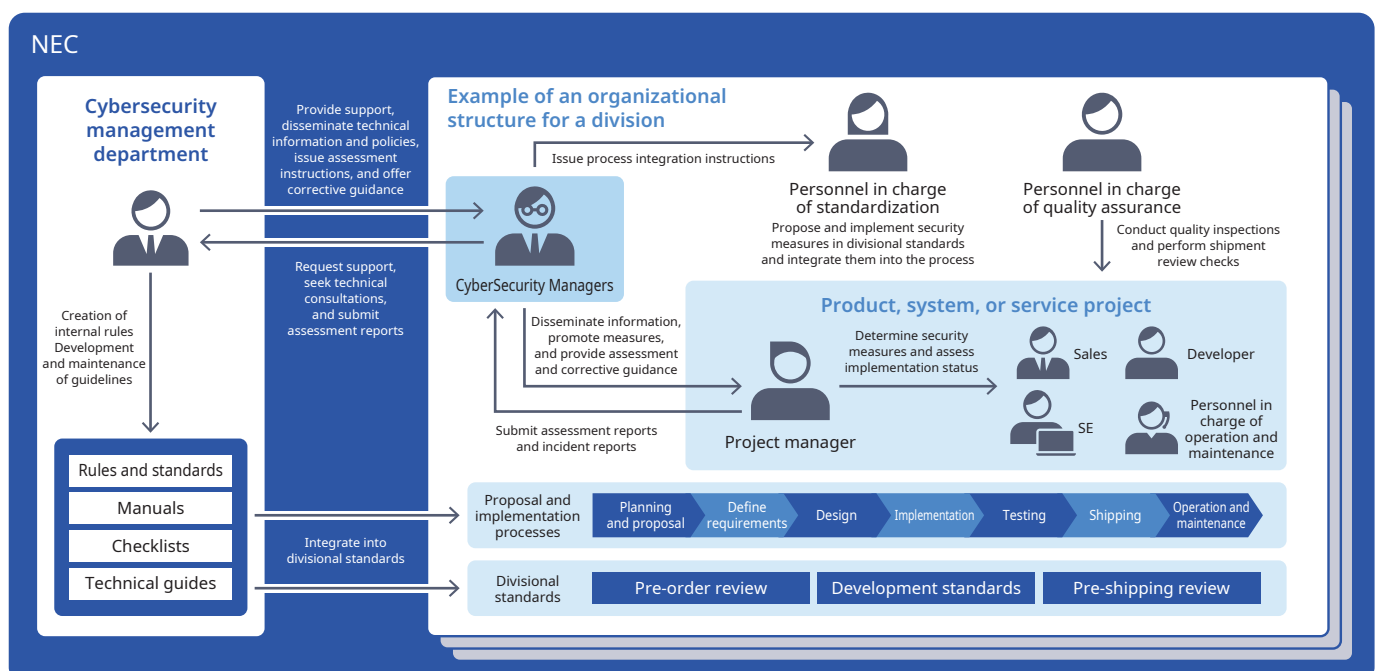 NEC
Cybersecurity
management
department
Creation of
internal rules
Development
and maintenance
of guidelines
Rules and standards
Manuals
Checklists
Technical guides
Provide support,
disseminate technical
information and policies,
issue assessment
instructions, and offer
corrective guidance
Request support,
seek technical
consultations,
and submit
assessment reports
Integrate into
divisional standards
Example of an organizational
structure for a division
Issue process integration instructions
CyberSecurity Managers
Personnel in charge
of standardization
Propose and implement security
measures in divisional standards
and integrate them into the process
Personnel in charge
of quality assurance
Conduct quality inspections
and perform shipment
review checks
Disseminate information,
promote measures,
and provide assessment
and corrective guidance
Submit assessment reports
and incident reports
Product, system, or service project
Project manager
Determine security
measures and assess
implementation status
Sales
Developer
SE
Personnel in
charge of
operation and
maintenance
Proposal and
implementation
processes
Planning
and proposal
Define
requirements
Design
Implementation
Testing
Shipping
Operation and
maintenance
Divisional
standards
Pre-order review
Development standards
Pre-shipping review